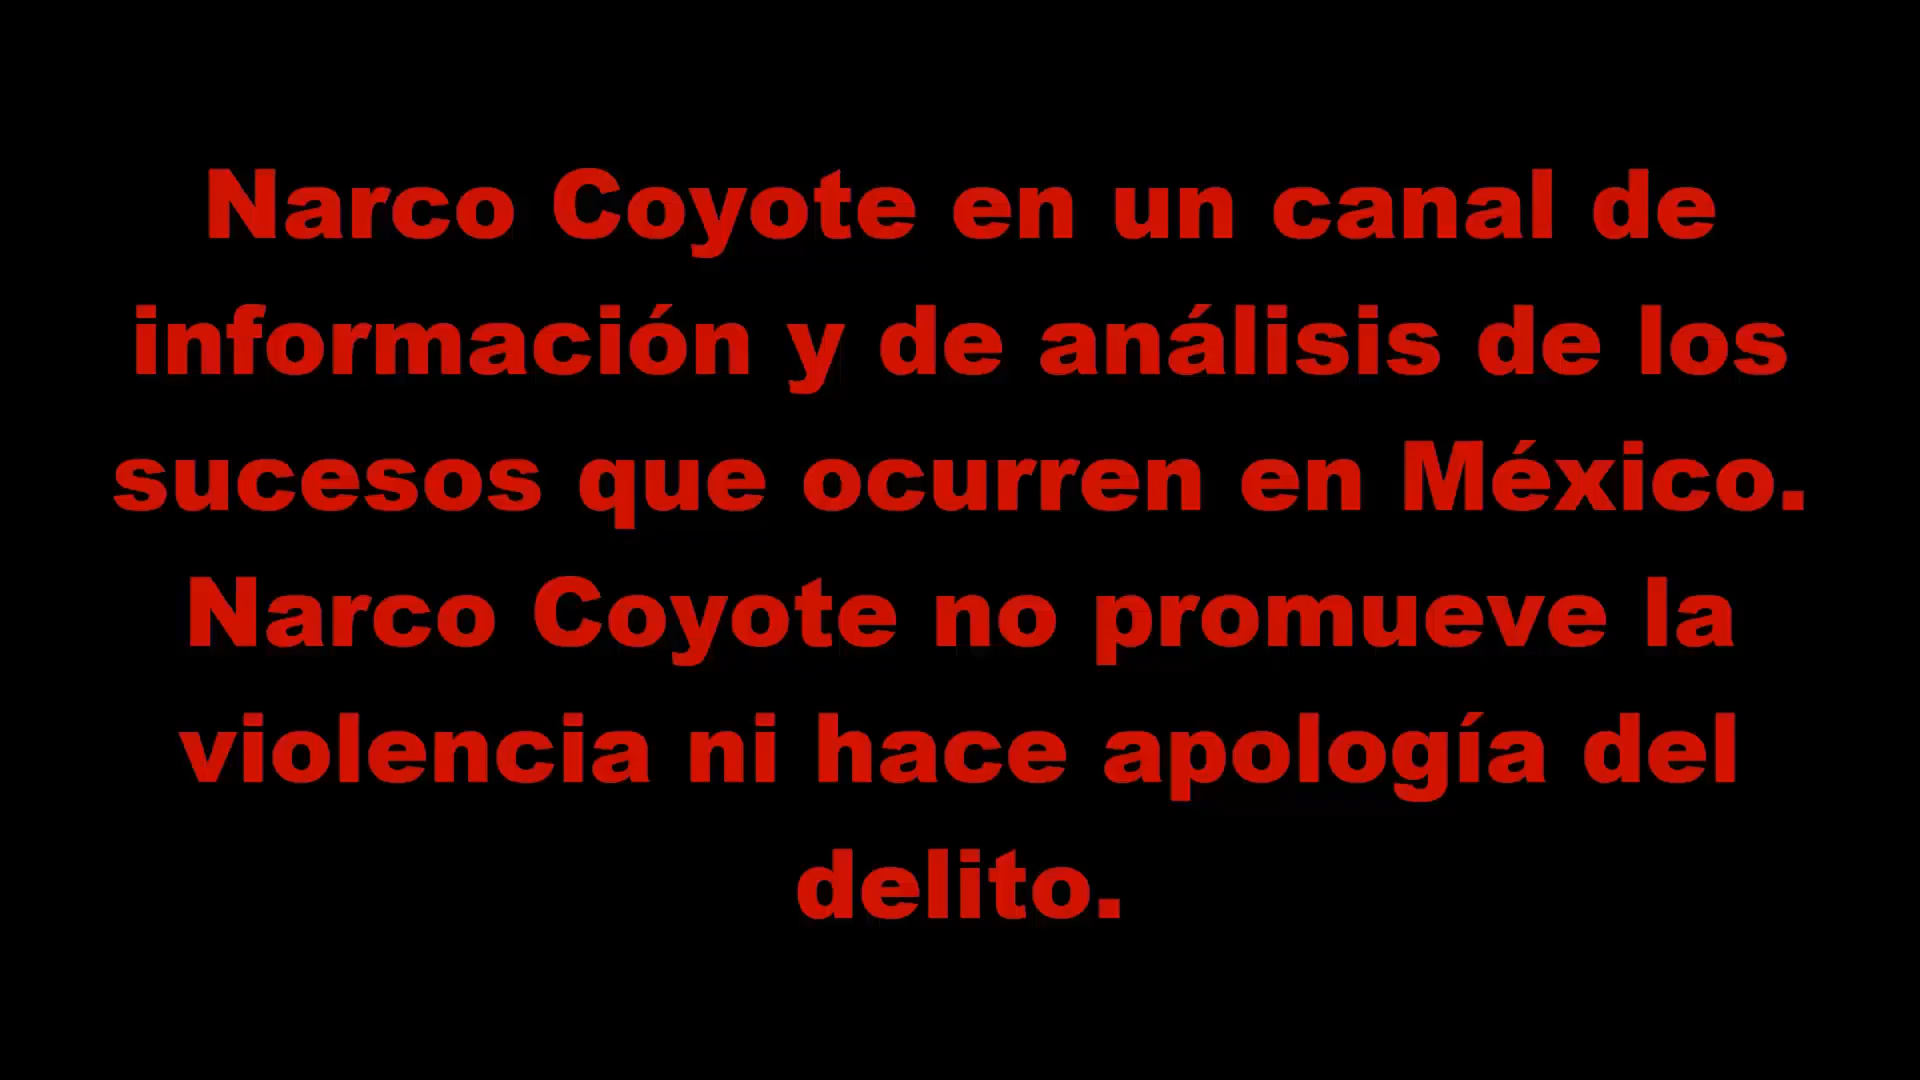 Narco Coyote en un canal de
información y de análisis de los
sucesos que ocurren en México.
Narco Coyote no promueve la
violencia ni hace apología del
delito.